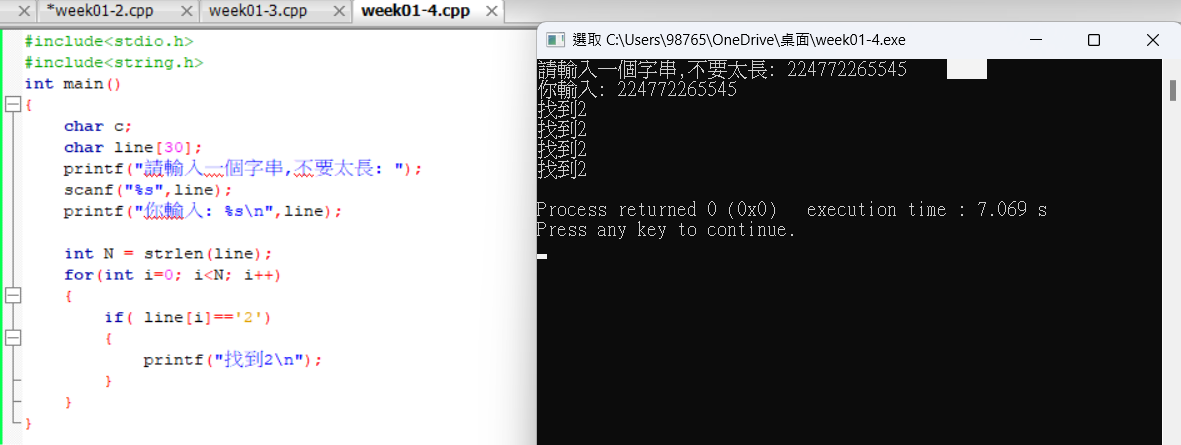 *week01-2.cpp week01-3.cpp week01-4.cpp
#include<stdio.h>
#include<string.h>
int main()
{
char c;
char line[30];
printf("請輸入一個字串,不要太長: ");
scanf("%s",line);
printf("你輸入: %s\n",line);
int N = strlen(line);
for(int i=0; i<N; i++)
{
if( line[i]=='2')
{
printf("找到2\n");
}
}
}
選取 C:\Users\98765\OneDrive\桌面\week01-4.exe
請輸入一個字串,不要太長: 224772265545
你輸入: 224772265545
找到2
找到2
找到2
找到2
Process returned 0 (0x0) execution time : 7.069 s
Press any key to continue.